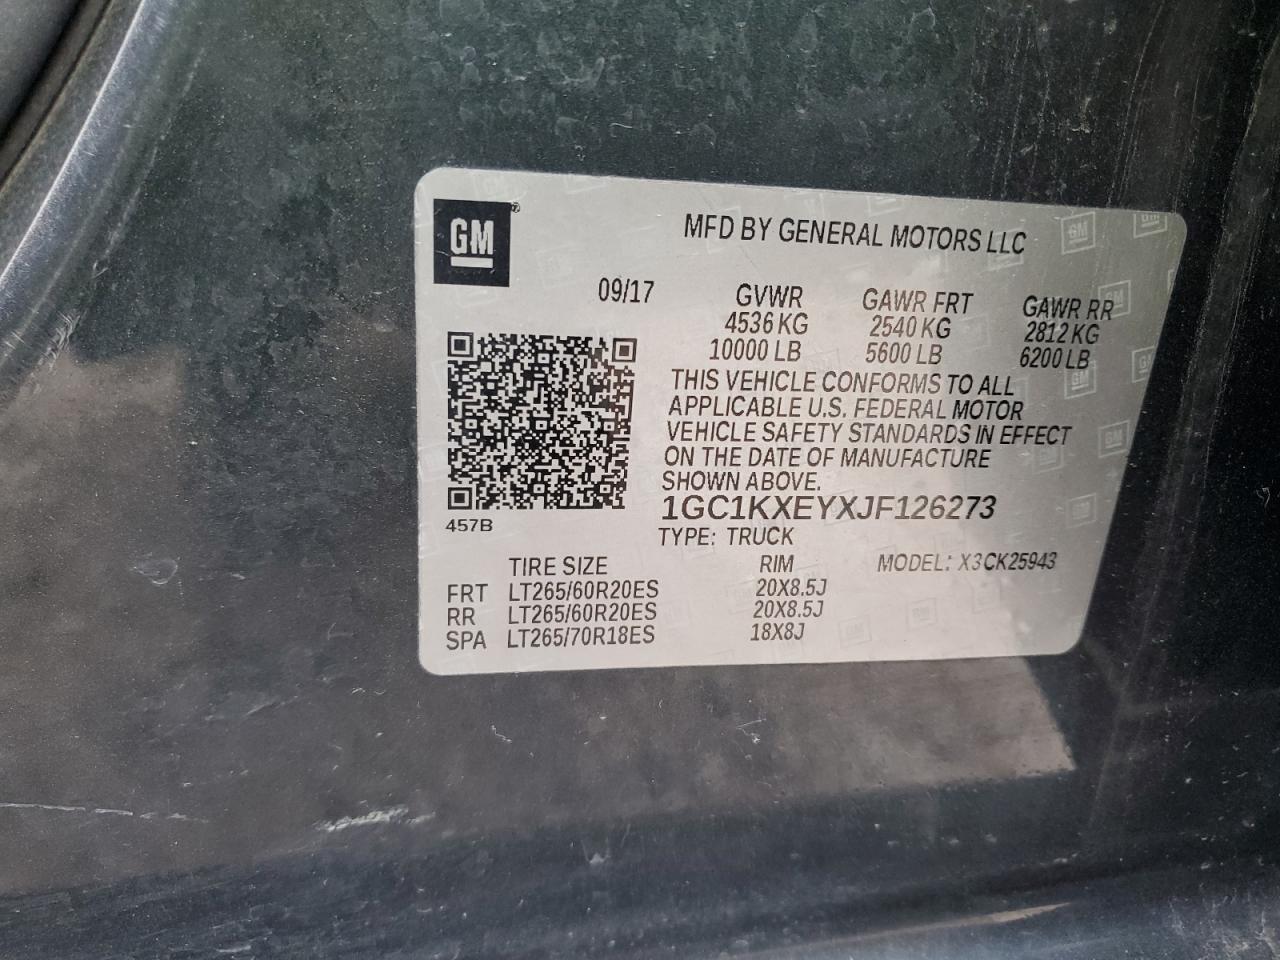 GM
MFD BY GENERAL MOTORS LLC
09/17 GVWR GAWR FRT GAWR RR
4536 KG 2540 KG 2812 KG
10000 LB 5600 LB 6200 LB
THIS VEHICLE CONFORMS TO ALL
APPLICABLE U.S. FEDERAL MOTOR
VEHICLE SAFETY STANDARDS IN EFFECT
ON THE DATE OF MANUFACTURE
SHOWN ABOVE.
1GC1KXEYXJF126273
457B
TYPE: TRUCK
TIRE SIZE RIM MODEL: X3CK25943
FRT LT265/60R20ES 20X8.5J
RR LT265/60R20ES 20X8.5J
SPA LT265/70R18ES 18X8J